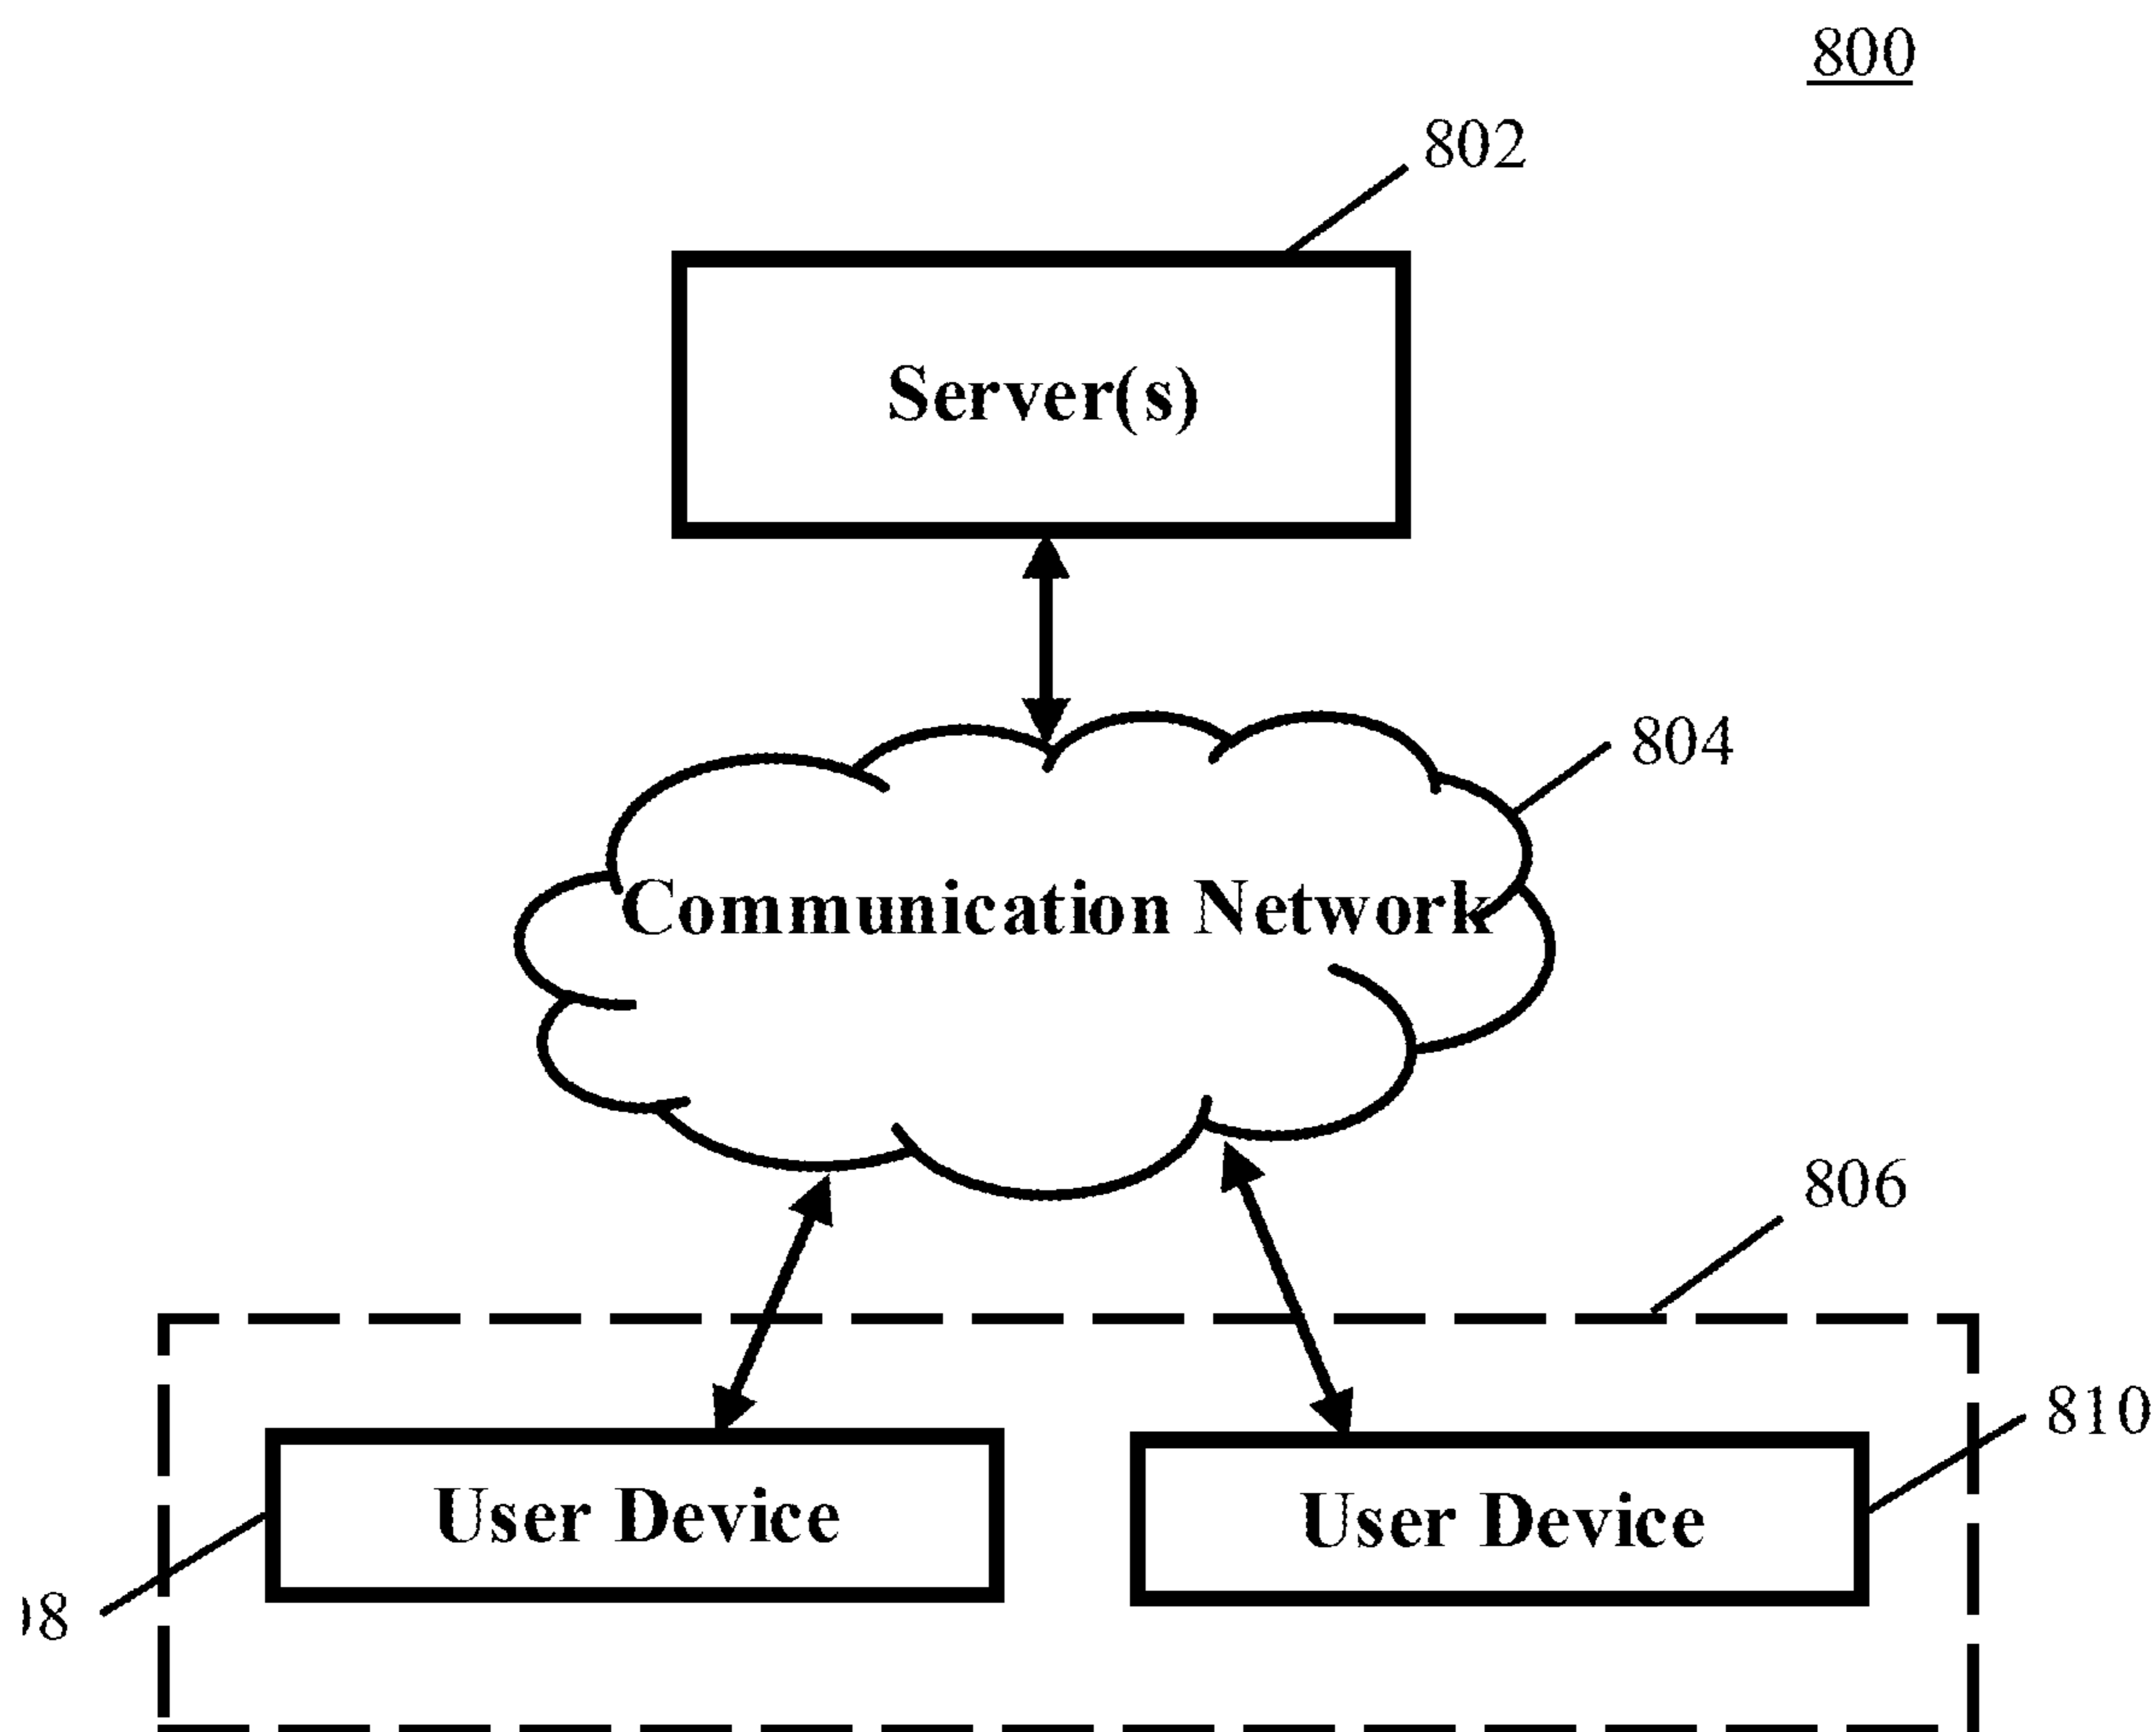 800
802
Server(s)
804
Communication Network
806
810
User Device
User Device